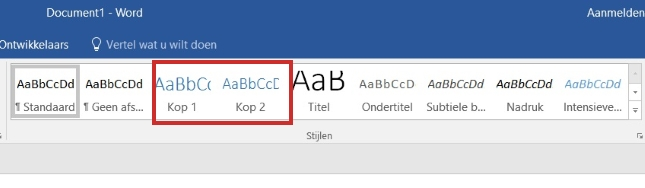 Document1 - Word
Aanmelden
Ontwikkelaars
Vertel wat u wilt doen
AaBbCcDd AaBbCcDd AaBbCc AaBbCcD AaB AaBbCcD AaBbCcDd AaBbCcDd AaBbCcDd
¶ Standaard ¶ Geen afs... Kop 1 Kop 2 Titel Ondertitel Subtiele b... Nadruk Intensieve...
Stijlen